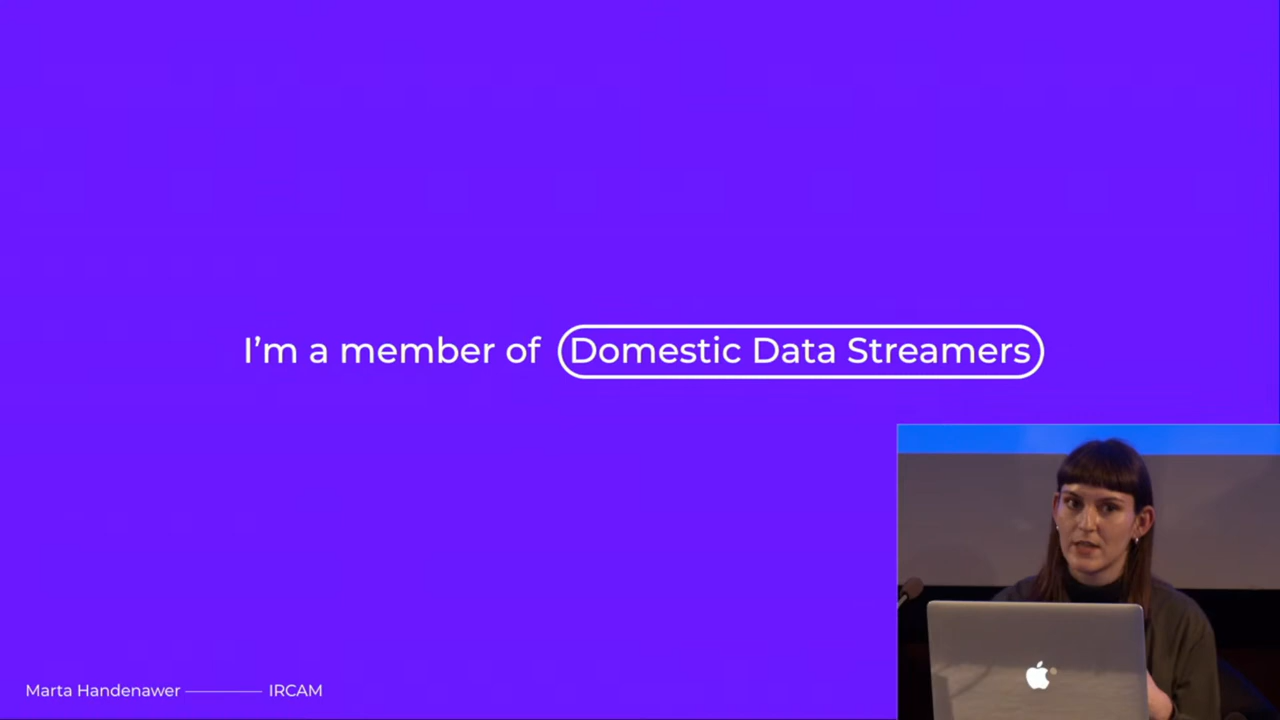 I’m a member of Domestic Data Streamers
Marta Handenawer IRCAM